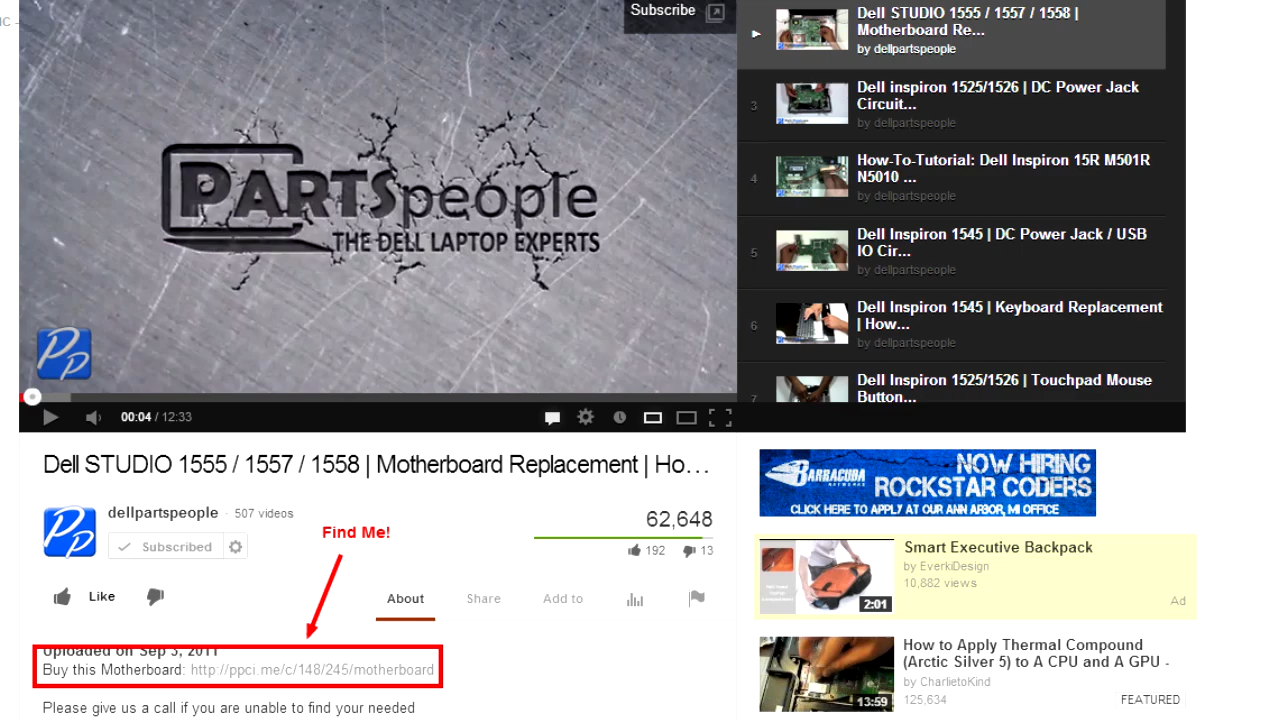 IC -
Subscribe
PARTSpeople
THE DELL LAPTOP EXPERTS
PP
00:04 / 12:33
Dell STUDIO 1555 / 1557 / 1558 |
Motherboard Re...
by dellpartspeople
3
Dell inspiron 1525/1526 | DC Power Jack
Circuit...
by dellpartspeople
4
How-To-Tutorial: Dell Inspiron 15R M501R
N5010 ...
by dellpartspeople
5
Dell Inspiron 1545 | DC Power Jack / USB
IO Cir...
by dellpartspeople
6
Dell Inspiron 1545 | Keyboard Replacement
| How...
by dellpartspeople
7
Dell Inspiron 1525/1526 | Touchpad Mouse
Button...
Dell STUDIO 1555 / 1557 / 1558 | Motherboard Replacement | Ho...
PP
dellpartspeople · 507 videos
Subscribed
Find Me!
62,648
192 13
Like
About Share Add to
Uploaded on Sep 3, 2011
Buy this Motherboard: http://ppci.me/c/148/245/motherboard
Please give us a call if you are unable to find your needed
BARRACUDA
NETWORKS
NOW HIRING
ROCKSTAR CODERS
CLICK HERE TO APPLY AT OUR ANN ARBOR, MI OFFICE
Smart Executive Backpack
by EverkiDesign
10,882 views
2:01
Ad
How to Apply Thermal Compound
(Arctic Silver 5) to A CPU and A GPU -
by CharlietoKind
125,634
FEATURED
13:59